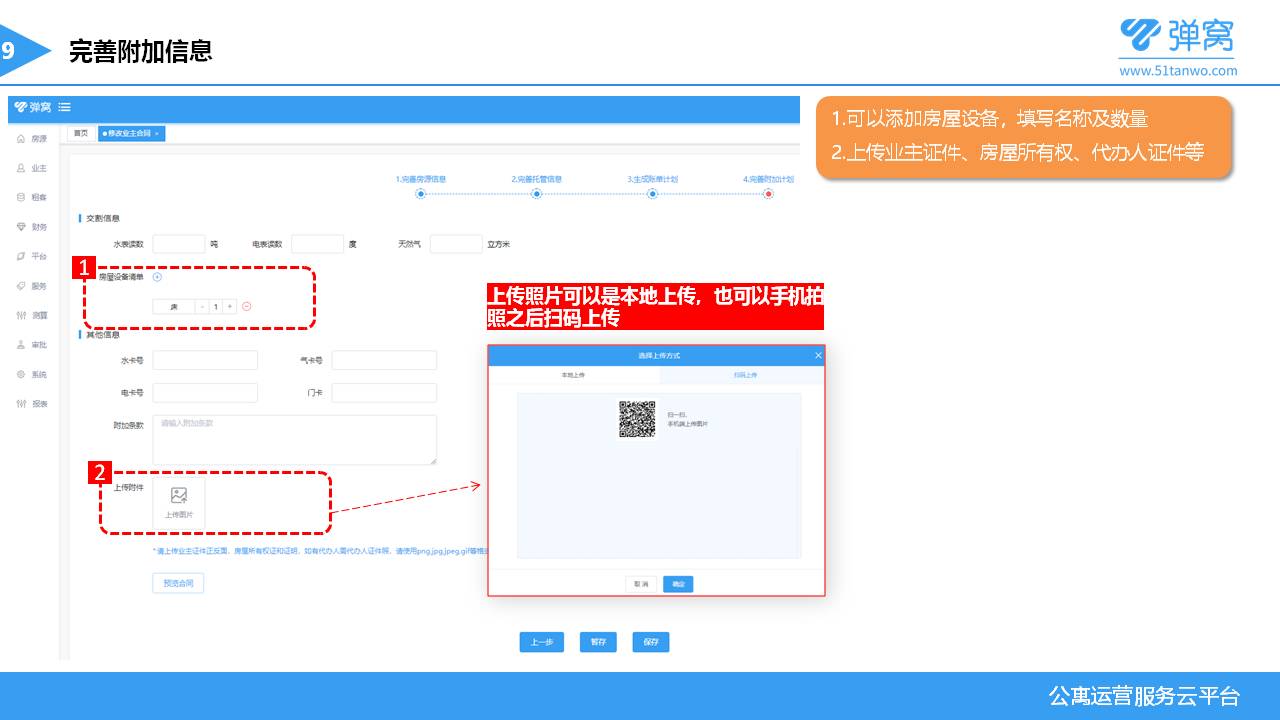 9
完善附加信息
弹窝
www.51tanwo.com
弹窝
首页
修改业主合同 ×
房源
业主
租客
财务
平台
服务
测算
审批
系统
报表
1.完善房源信息
2.完善托管信息
3.生成账单计划
4.完善附加计划
交割信息
水表读数
吨
电表读数
度
天然气
立方米
1
房屋设备清单
床 - 1 +
其他信息
水卡号
气卡号
电卡号
门卡
附加条款
请输入附加条款
2
上传附件
上传图片
*请上传业主证件正反面、房屋所有权证和证明，如有代办人需代办人证件照，请使用png,jpg,jpeg,gif等格
预览合同
上一步
暂存
保存
1.可以添加房屋设备，填写名称及数量
2.上传业主证件、房屋所有权、代办人证件等
上传照片可以是本地上传，也可以手机拍
照之后扫码上传
选择上传方式
本地上传
扫码上传
扫一扫，
手机端上传图片
取 消
确定
公寓运营服务云平台